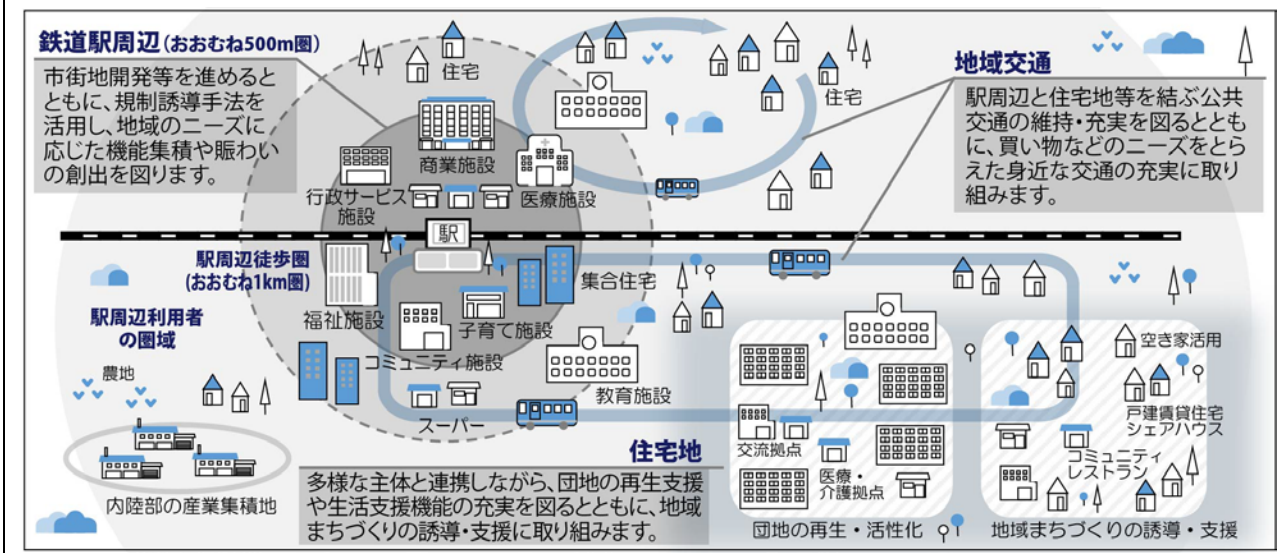 鉄道駅周辺(おおむね500m圏)
市街地開発等を進めるとともに、規制誘導手法を
活用し、地域のニーズに
応じた機能集積や賑わい
の創出を図ります。
住宅
商業施設
行政サービス
施設
医療施設
駅
住宅
地域交通
駅周辺と住宅地等を結ぶ公共
交通の維持・充実を図るととも
に、買い物などのニーズをとら
えた身近な交通の充実に取り
組みます。
駅周辺徒歩圏
(おおむね1km圏)
駅周辺利用者
の圏域
農地
内陸部の産業集積地
福祉施設
コミュニティ施設
子育て施設
集合住宅
教育施設
スーパー
住宅地
多様な主体と連携しながら、団地の再生支援
や生活支援機能の充実を図るとともに、地域
まちづくりの誘導・支援に取り組みます。
交流拠点
医療・
介護拠点
団地の再生・活性化
空き家活用
戸建賃貸住宅
シェアハウス
コミュニティ
レストラン
地域まちづくりの誘導・支援